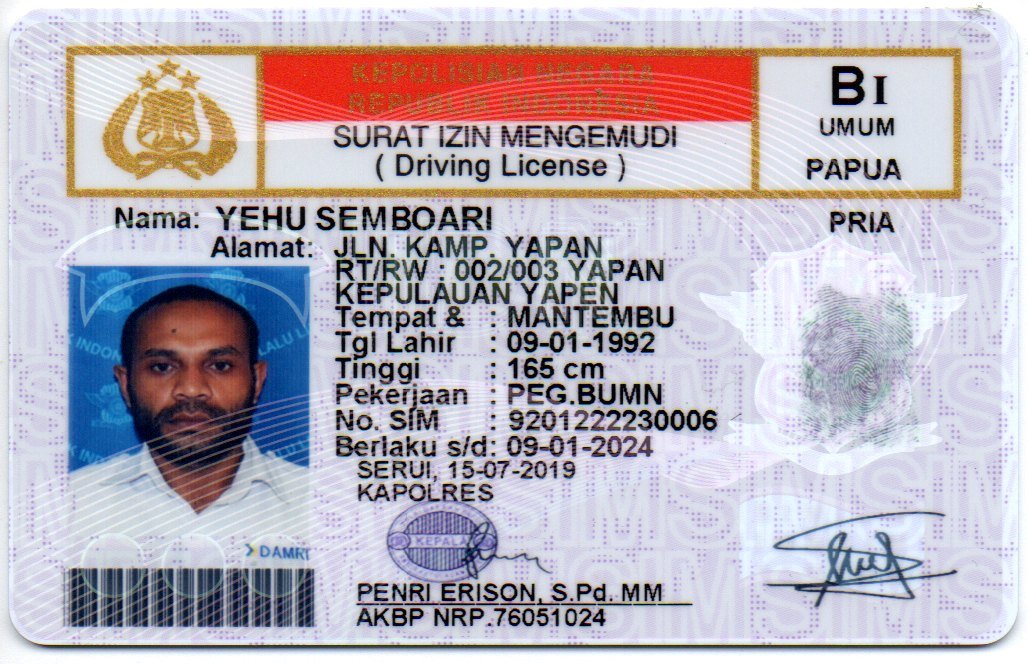 KEPOLISIAN NEGARA
REPUBLIK INDONESIA
SURAT IZIN MENGEMUDI
( Driving License )
BI
UMUM
PAPUA
Nama: YEHU SEMBOARI
PRIA
Alamat: JLN. KAMP. YAPAN
RT/RW : 002/003 YAPAN
KEPULAUAN YAPEN
Tempat & : MANTEMBU
Tgl Lahir : 09-01-1992
Tinggi : 165 cm
Pekerjaan : PEG.BUMN
No. SIM : 9201222230006
Berlaku s/d: 09-01-2024
SERUI, 15-07-2019
KAPOLRES
KEPALA
DAMRI
PENRI ERISON, S.Pd. MM
AKBP NRP.76051024